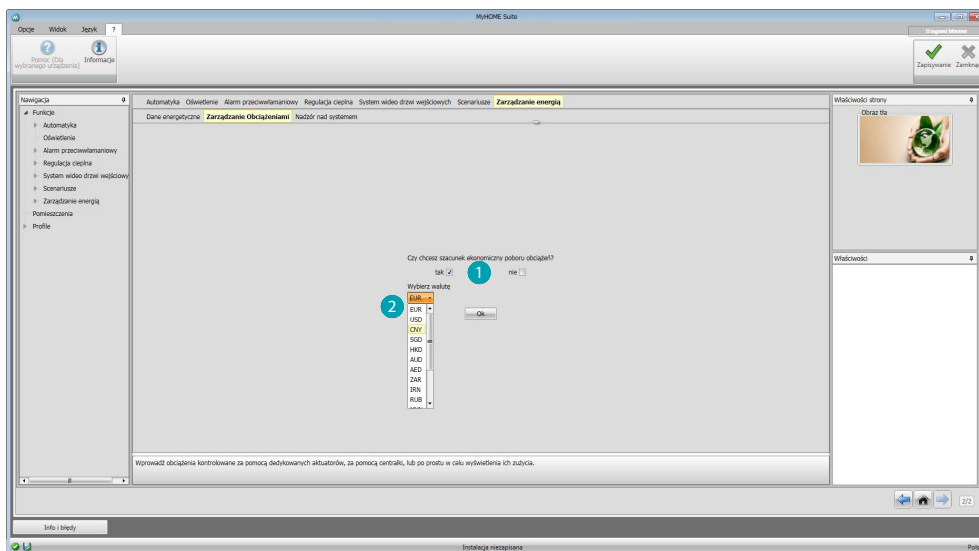 MyHOME Suite
Opcje Widok Język ?
Pomoc (Dla wybranego urządzenia)
Informacje
Zapisywanie
Nawigacja
Funkcje
Automatyka
Oświetlenie
Alarm przeciwwłamaniowy
Regulacja cieplna
System wideo drzwi wejściowy
Scenariusze
Zarządzanie energią
Pomieszczenia
Profile
Automatyka Oświetlenie Alarm przeciwwłamaniowy Regulacja cieplna System wideo drzwi wejściowych Scenariusze Zarządzanie energią
Dane energetyczne Zarządzanie Obciążeniami Nadzór nad systemem
Czy chcesz szacunek ekonomiczny poboru obciążeń?
tak 1 nie
Wybierz walutę
2 EUR
Ok
EUR
USD
CNY
SGD
HKD
AUD
AED
ZAR
IRN
RUB
Wprowadź obciążenia kontrolowane za pomocą dedykowanych aktuatorów, za pomocą centralki, lub po prostu w celu wyświetlenia ich zużycia.
Właściwości strony
Obraz tła
Właściwości
2/2
Info i błędy
Instalacja niezapisana